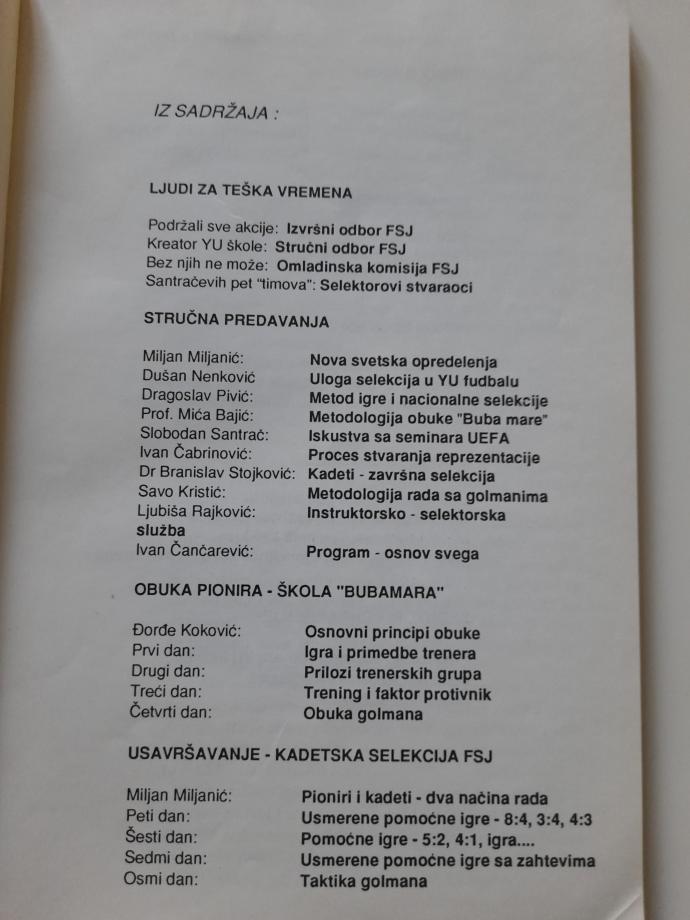 IZ SADRŽAJA :
LJUDI ZA TEŠKA VREMENA
Podržali sve akcije: Izvršni odbor FSJ
Kreator YU škole: Stručni odbor FSJ
Bez njih ne može: Omladinska komisija FSJ
Santračevih pet "timova": Selektorovi stvaraoci
STRUČNA PREDAVANJA
Miljan Miljanić: Nova svetska opredelenja
Dušan Nenković Uloga selekcija u YU fudbalu
Dragoslav Pivić: Metod igre i nacionalne selekcije
Prof. Mića Bajić: Metodologija obuke "Buba mare"
Slobodan Santrač: Iskustva sa seminara UEFA
Ivan Čabrinović: Proces stvaranja reprezentacije
Dr Branislav Stojković: Kadeti - završna selekcija
Savo Kristić: Metodologija rada sa golmanima
Ljubiša Rajković: Instruktorsko - selektorska
služba
Ivan Čančarević: Program - osnov svega
OBUKA PIONIRA - ŠKOLA "BUBAMARA"
Đorđe Koković: Osnovni principi obuke
Prvi dan: Igra i primedbe trenera
Drugi dan: Prilozi trenerskih grupa
Treći dan: Trening i faktor protivnik
Četvrti dan: Obuka golmana
USAVRŠAVANJE - KADETSKA SELEKCIJA FSJ
Miljan Miljanić: Pioniri i kadeti - dva načina rada
Peti dan: Usmerene pomoćne igre - 8:4, 3:4, 4:3
Šesti dan: Pomoćne igre - 5:2, 4:1, igra....
Sedmi dan: Usmerene pomoćne igre sa zahtevima
Osmi dan: Taktika golmana